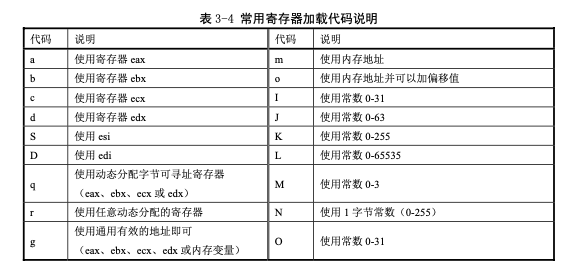 表 3-4 常用寄存器加载代码说明
代码 说明 代码 说明
a 使用寄存器 eax m 使用内存地址
b 使用寄存器 ebx o 使用内存地址并可以加偏移值
c 使用寄存器 ecx I 使用常数 0-31
d 使用寄存器 edx J 使用常数 0-63
S 使用 esi K 使用常数 0-255
D 使用 edi L 使用常数 0-65535
q 使用动态分配字节可寻址寄存器
（eax、ebx、ecx 或 edx） M 使用常数 0-3
r 使用任意动态分配的寄存器 N 使用 1 字节常数（0-255）
g 使用通用有效的地址即可
（eax、ebx、ecx、edx 或内存变量） O 使用常数 0-31